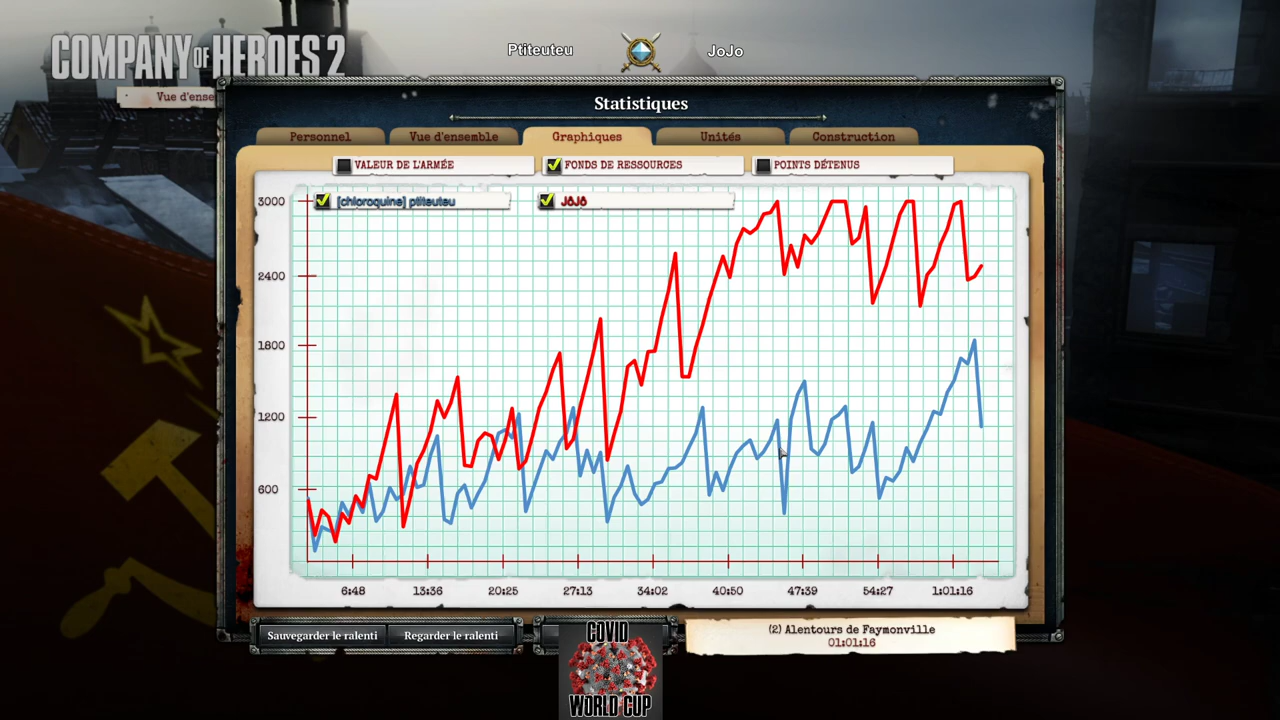 COMPANY OF HEROES 2
Ptiteuteu
JoJo
Vue d'ense
Statistiques
Personnel
Vue d'ensemble
Graphiques
Unités
Construction
VALEUR DE L'ARMÉE
FONDS DE RESSOURCES
POINTS DÉTENUS
[chloroquine] ptiteuteu
JôJô
3000
2400
1800
1200
600
6:48
13:36
20:25
27:13
34:02
40:50
47:39
54:27
1:01:16
Sauvegarder le ralenti
Regarder le ralenti
(2) Alentours de Faymonville
01:01:16
COVID
WORLD CUP